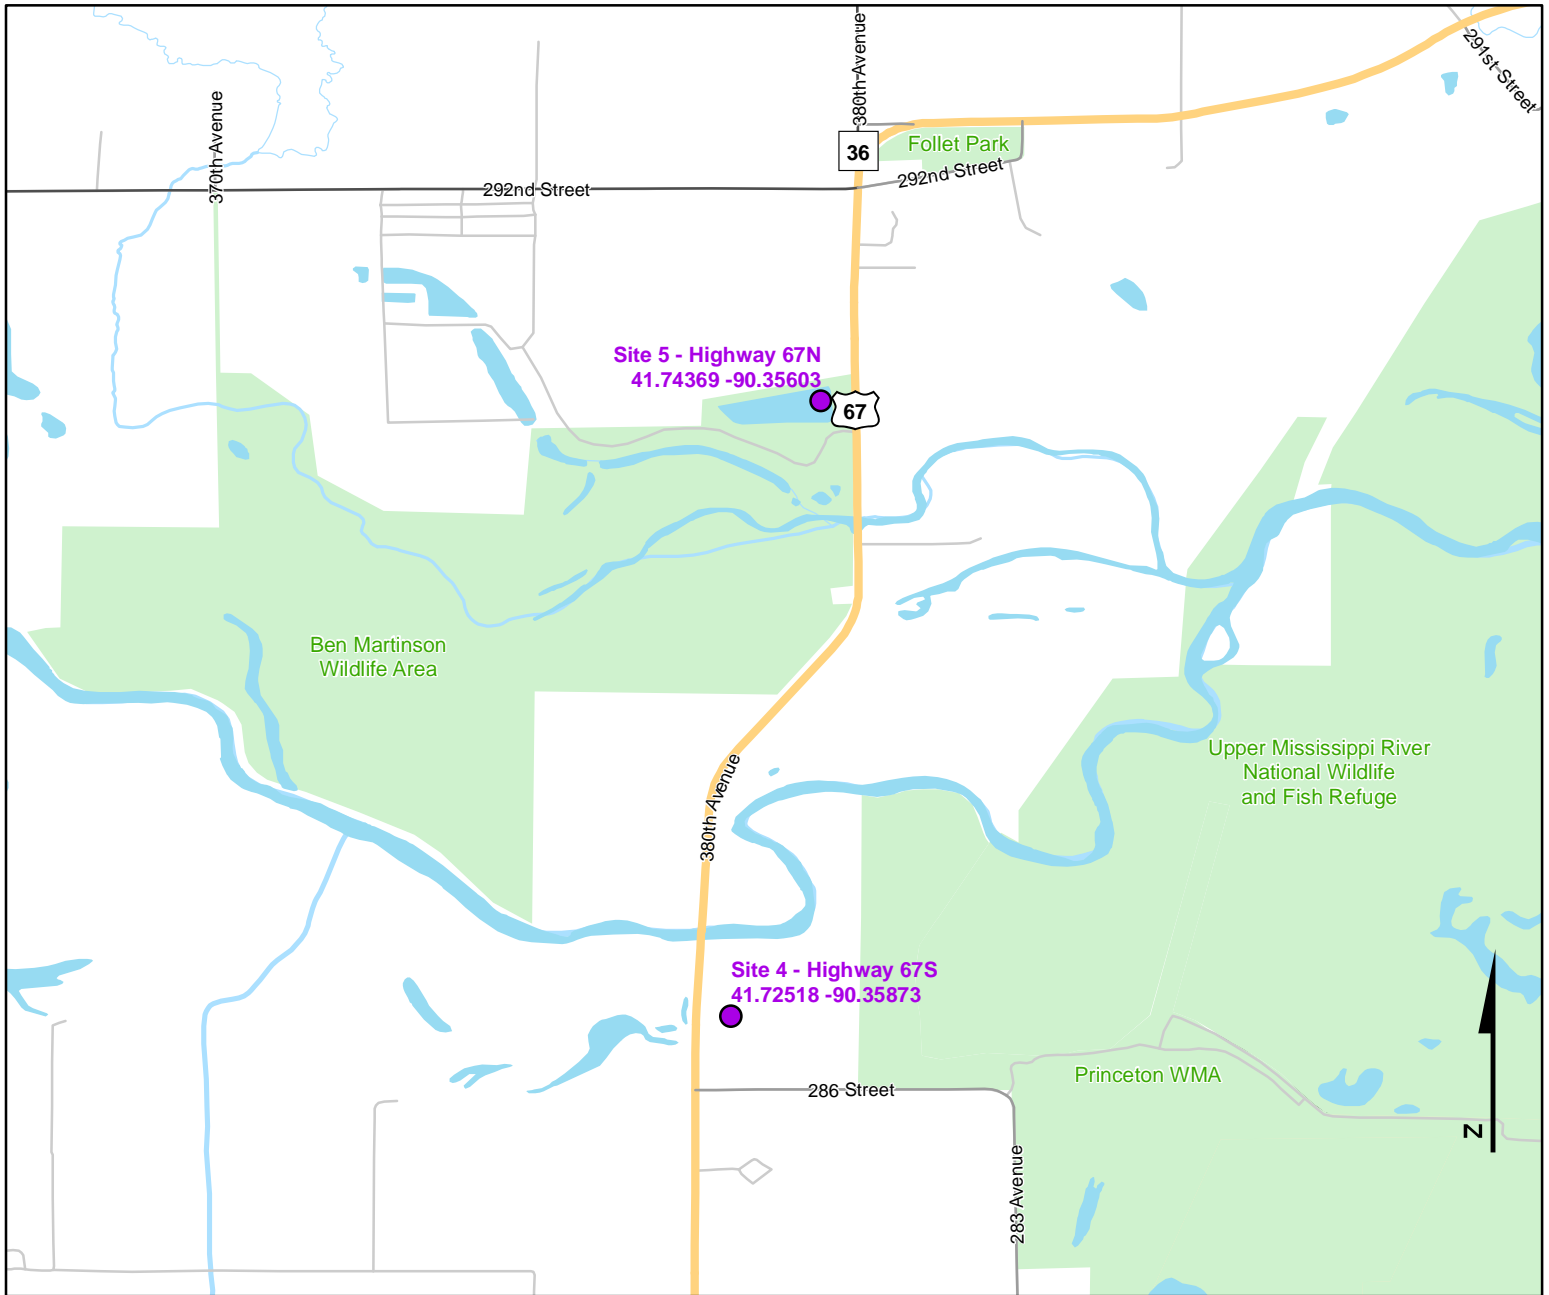 380th Avenue
291st Street
370th Avenue
36
Follet Park
292nd Street
292nd Street
Site 5 - Highway 67N
41.74369 -90.35603
67
Ben Martinson
Wildlife Area
Upper Mississippi River
National Wildlife
and Fish Refuge
380th Avenue
Site 4 - Highway 67S
41.72518 -90.35873
Princeton WMA
286 Street
N
283 Avenue